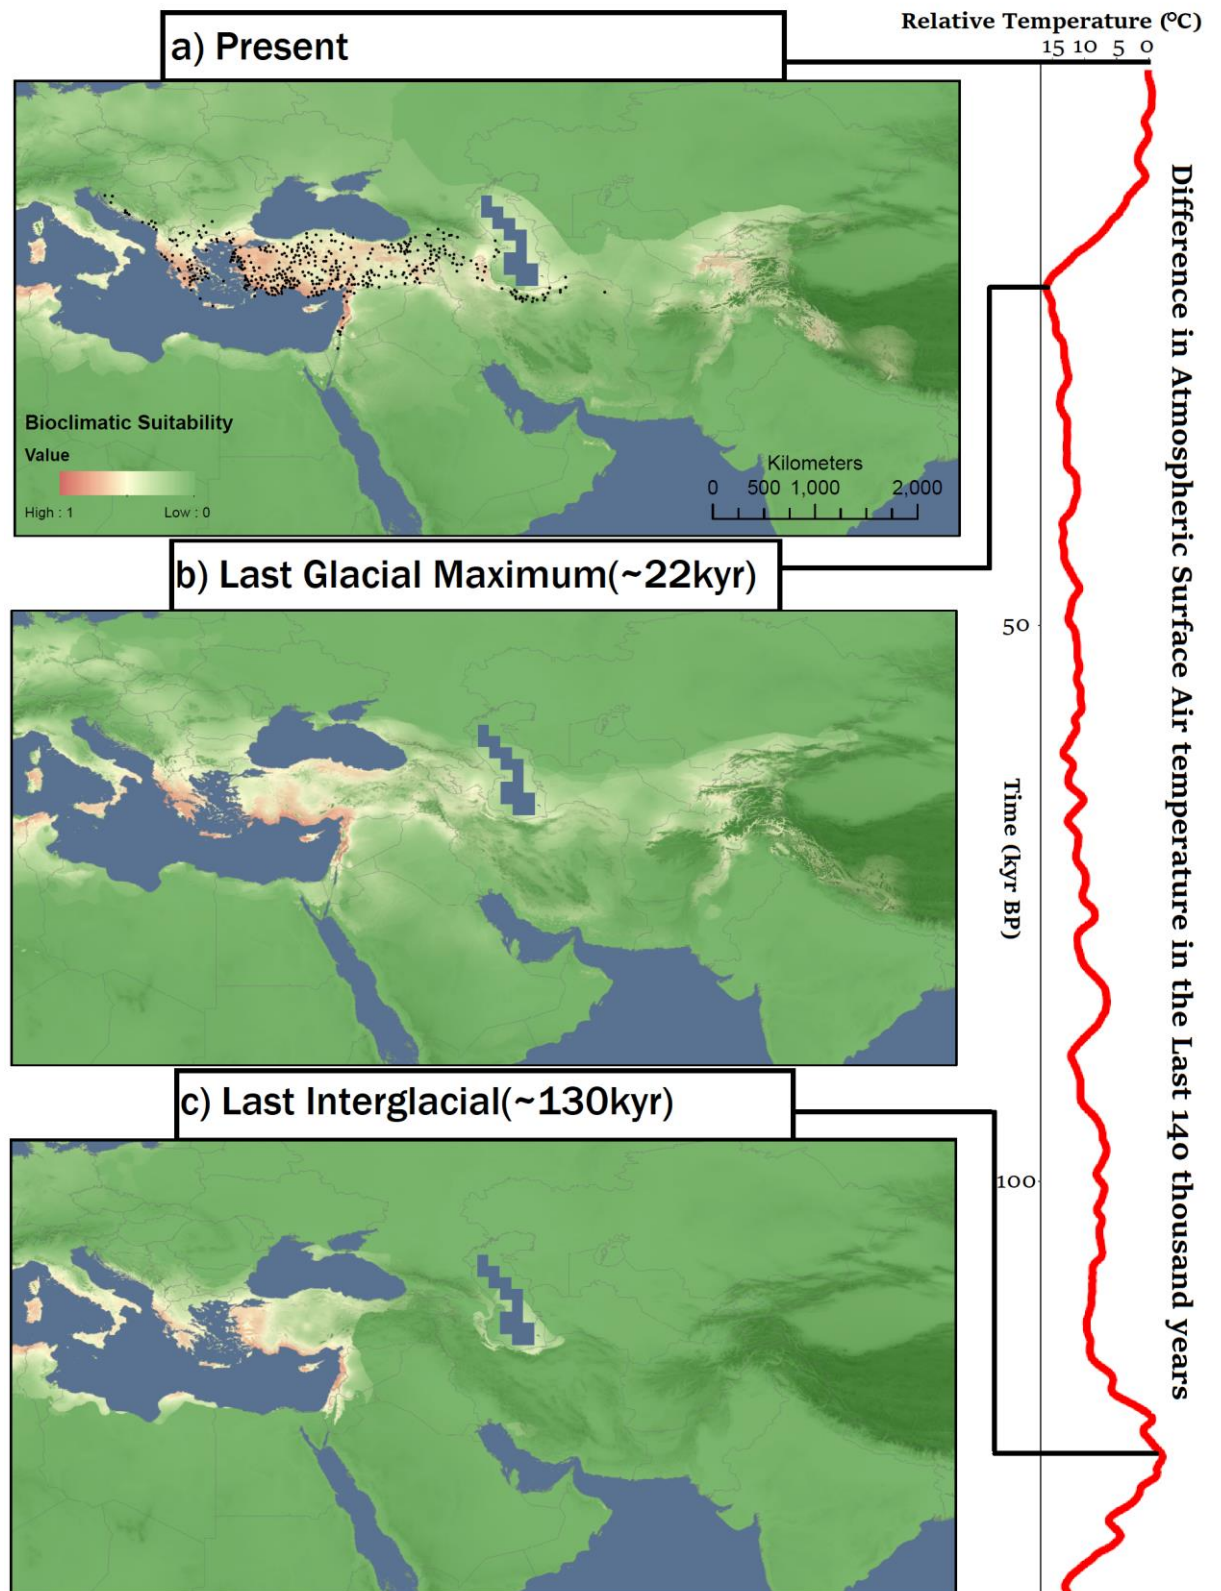 Relative Temperature (°C)
15 10 5 0
a) Present
Bioclimatic Suitability
Value
High : 1 Low : 0
Kilometers
0 500 1,000 2,000
b) Last Glacial Maximum(~22kyr)
c) Last Interglacial(~130kyr)
50
Time (kyr BP)
100
Difference in Atmospheric Surface Air temperature in the Last 140 thousand years